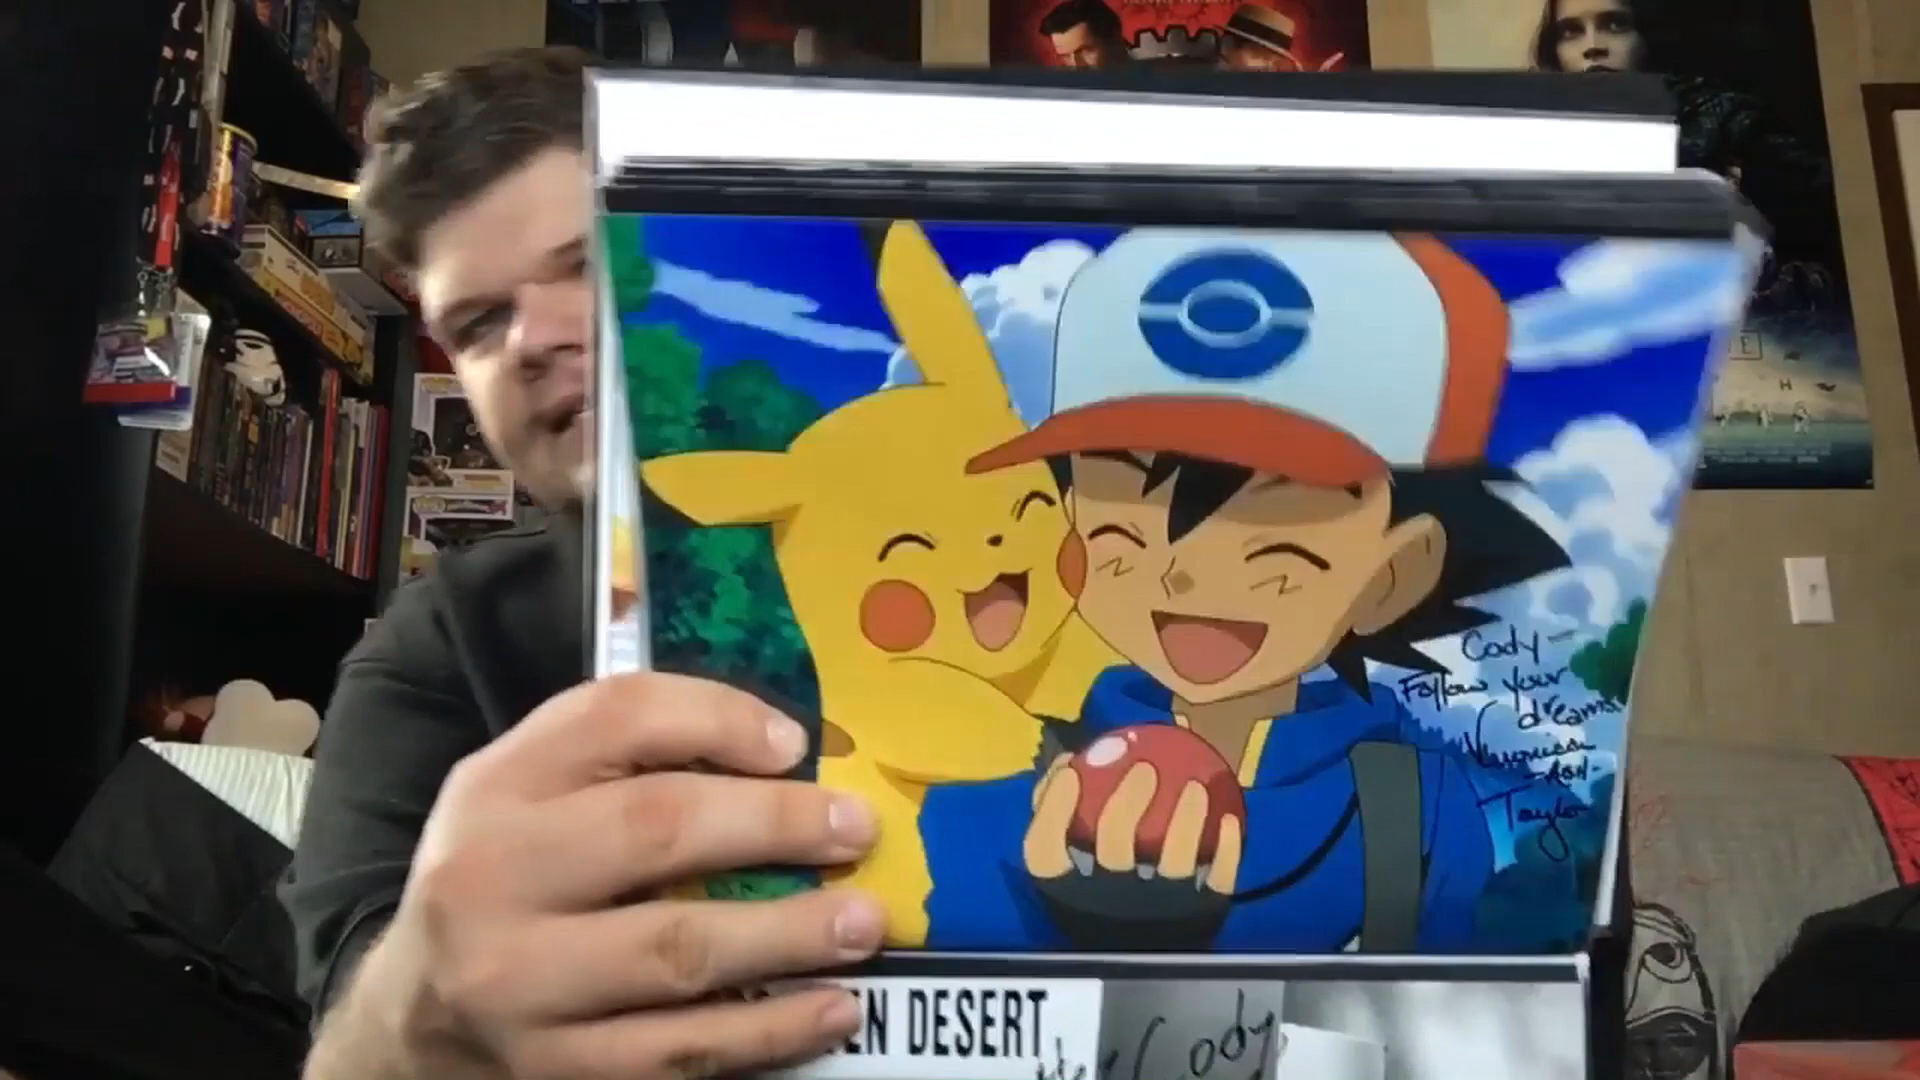 Cody -
Follow your
dreams!
Veronica
-ASH-
Taylor
EN DESERT
Cody